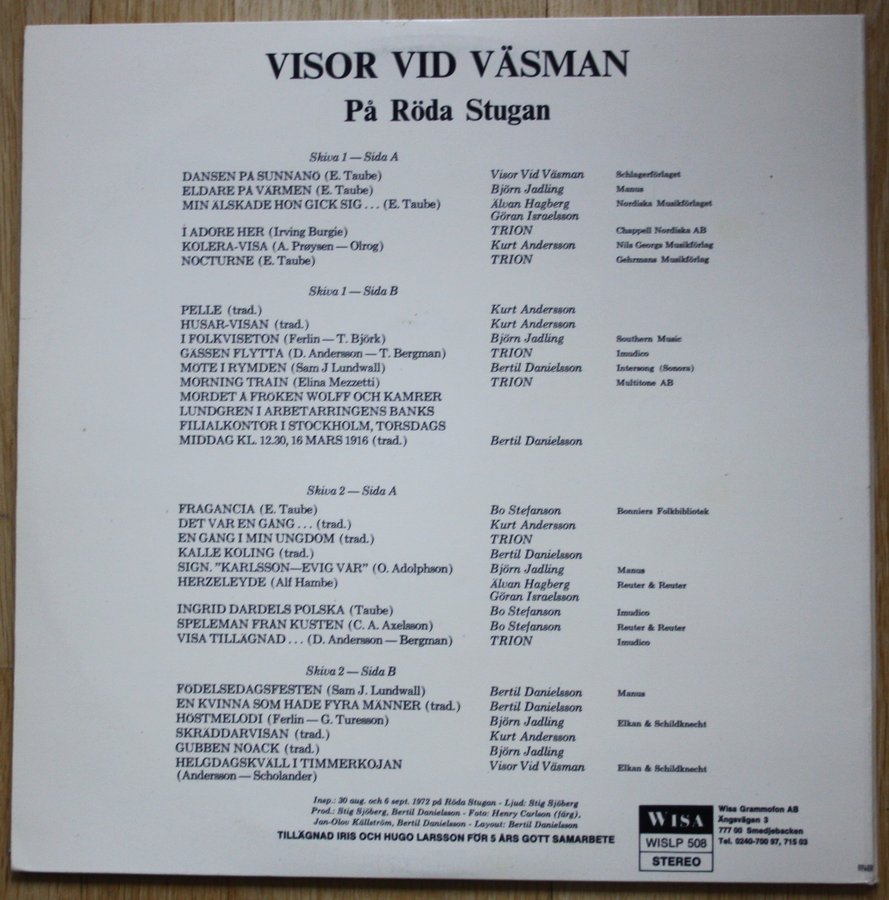 VISOR VID VÄSMAN
På Röda Stugan
Skiva 1 — Sida A
DANSEN PÅ SUNNANÖ (E. Taube) Visor Vid Väsman Schlagerförlaget
ELDARE PÅ VÄRMEN (E. Taube) Björn Jadling Manus
MIN ÄLSKADE HON GICK SIG . . . (E. Taube) Älvan Hagberg Nordiska Musikförlaget
Göran Israelsson
I ADORE HER (Irving Burgie) TRION Chappell Nordiska AB
KOLERA-VISA (A. Prøysen — Olrog) Kurt Andersson Nils Georgs Musikförlag
NOCTURNE (E. Taube) TRION Gehrmans Musikförlag
Skiva 1 — Sida B
PELLE (trad.) Kurt Andersson
HUSAR-VISAN (trad.) Kurt Andersson
I FOLKVISETON (Ferlin — T. Björk) Björn Jadling Southern Music
GÄSSEN FLYTTA (D. Andersson — T. Bergman) TRION Imudico
MÖTE I RYMDEN (Sam J Lundwall) Bertil Danielsson Intersong (Sonora)
MORNING TRAIN (Elina Mezzetti) TRION Multitone AB
MORDET Å FRÖKEN WOLFF OCH KAMRER
LUNDGREN I ARBETARRINGENS BANKS
FILIALKONTOR I STOCKHOLM, TORSDAGS
MIDDAG KL. 12.30, 16 MARS 1916 (trad.) Bertil Danielsson
Skiva 2 — Sida A
FRAGANCIA (E. Taube) Bo Stefanson Bonniers Folkbibliotek
DET VAR EN GÅNG . . . (trad.) Kurt Andersson
EN GÅNG I MIN UNGDOM (trad.) TRION
KALLE KOLING (trad.) Bertil Danielsson
SIGN. "KARLSSON—EVIG VÅR" (O. Adolphson) Björn Jadling Manus
HERZELEYDE (Alf Hambe) Älvan Hagberg Reuter & Reuter
Göran Israelsson
INGRID DARDELS POLSKA (Taube) Bo Stefanson Imudico
SPELEMAN FRÅN KUSTEN (C. A. Axelsson) Bo Stefanson Reuter & Reuter
VISA TILLÄGNAD . . . (D. Andersson — Bergman) TRION Imudico
Skiva 2 — Sida B
FÖDELSEDAGSFESTEN (Sam J. Lundwall) Bertil Danielsson Manus
EN KVINNA SOM HADE FYRA MÄNNER (trad.) Bertil Danielsson
HÖSTMELODI (Ferlin — G. Turesson) Björn Jadling Elkan & Schildknecht
SKRÄDDARVISAN (trad.) Kurt Andersson
GUBBEN NOACK (trad.) Björn Jadling
HELGDAGSKVÄLL I TIMMERKOJAN Visor Vid Väsman Elkan & Schildknecht
(Andersson — Scholander)
Insp.: 30 aug. och 6 sept. 1972 på Röda Stugan - Ljud: Stig Sjöberg
Prod.: Stig Sjöberg, Bertil Danielsson - Foto: Henry Carlson (färg),
Jan-Olov Källström, Bertil Danielsson - Layout: Bertil Danielsson
TILLÄGNAD IRIS OCH HUGO LARSSON FÖR 5 ÅRS GOTT SAMARBETE
WISA
WISLP 508
STEREO
Wisa Grammofon AB
Ängsvägen 3
777 00 Smedjebacken
Tel. 0240-700 97, 715 03